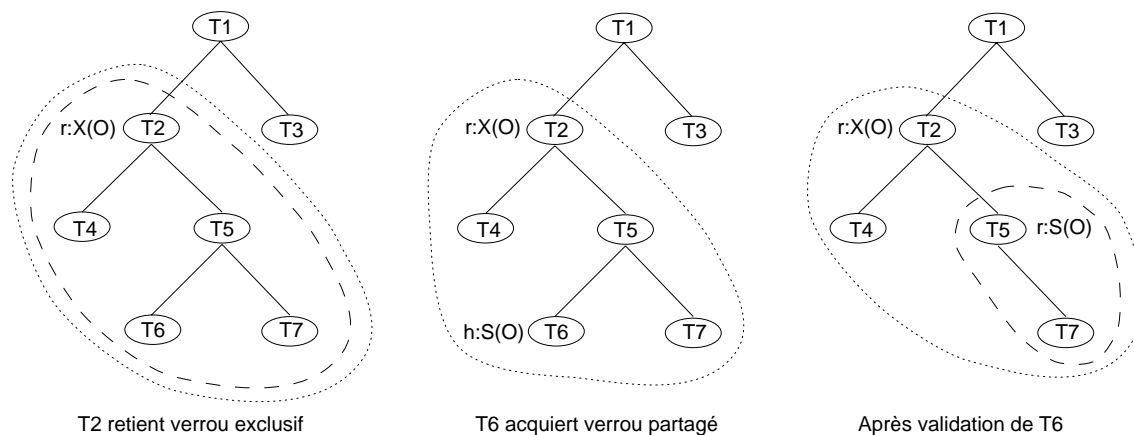 T1 T1 T1
r:X(O) T2 T3 r:X(O) T2 T3 r:X(O) T2 T3
T4 T5 T4 T5 T4 T5 r:S(O)
T6 T7 h:S(O) T6 T7 T7
T2 retient verrou exclusif T6 acquiert verrou partagé Après validation de T6